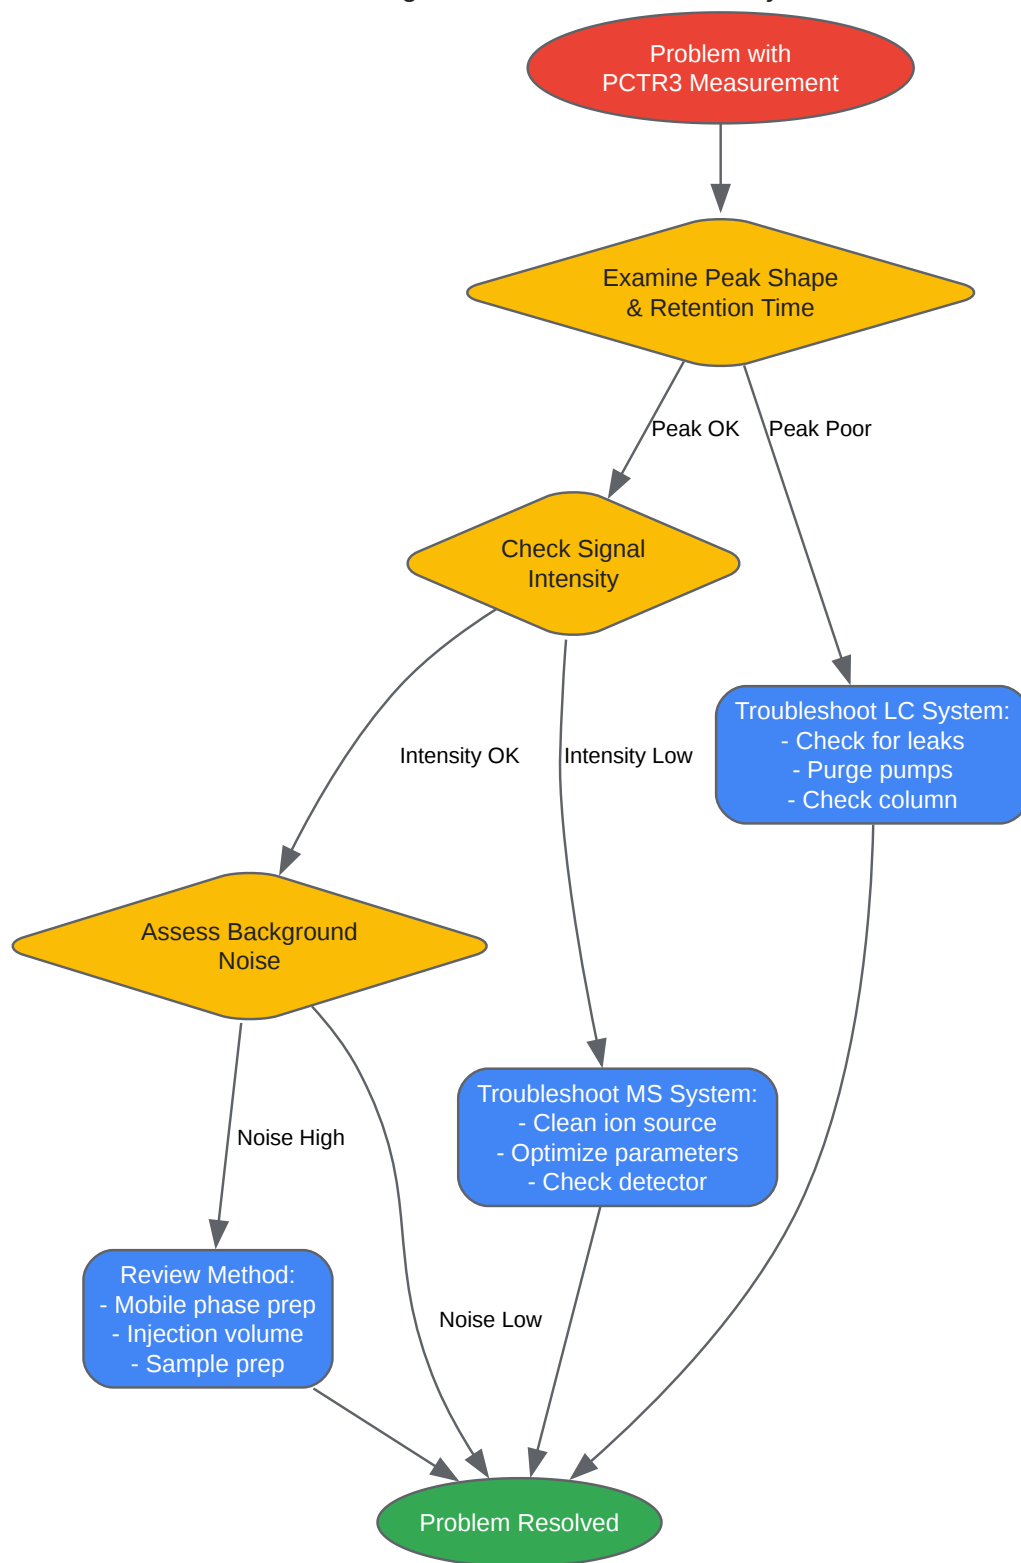 Problem with
PCTR3 Measurement
Examine Peak Shape
& Retention Time
Peak OK
Peak Poor
Check Signal
Intensity
Intensity OK
Intensity Low
Troubleshoot LC System:
- Check for leaks
- Purge pumps
- Check column
Assess Background
Noise
Noise High
Troubleshoot MS System:
- Clean ion source
- Optimize parameters
- Check detector
Review Method:
- Mobile phase prep
- Injection volume
- Sample prep
Noise Low
Problem Resolved